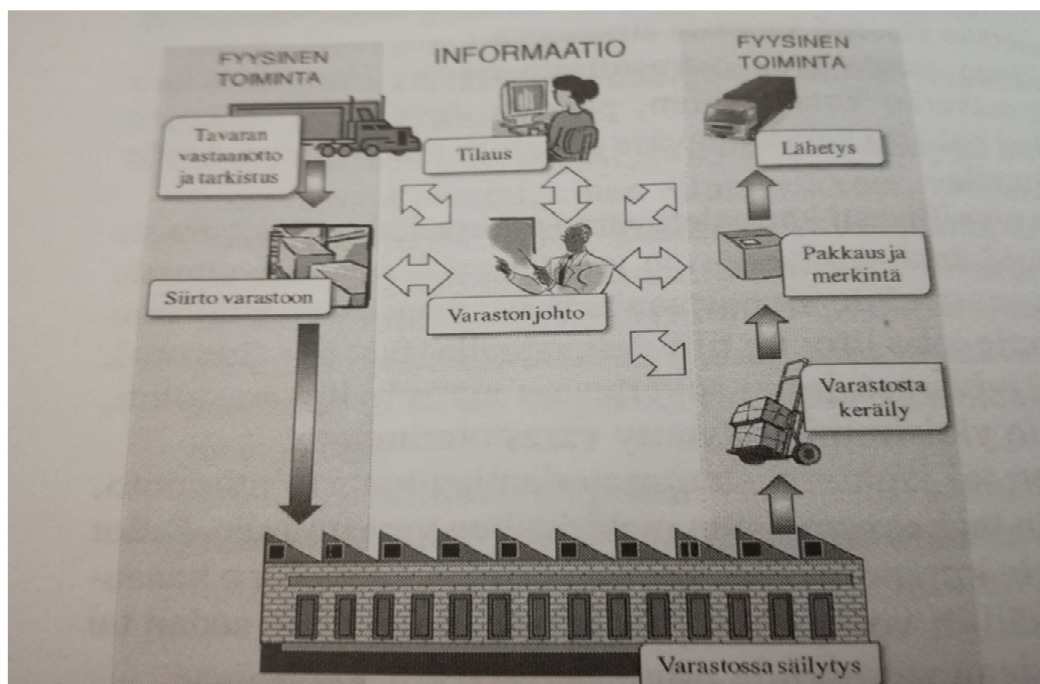 FYYSINEN
TOIMINTA
INFORMAATIO
FYYSINEN
TOIMINTA
Tavaran
vastaanotto
ja tarkistus
Tilaus
Lähetys
Siirto varastoon
Varaston johto
Pakkaus ja
merkintä
Varastosta
keräily
Varastossa säilytys